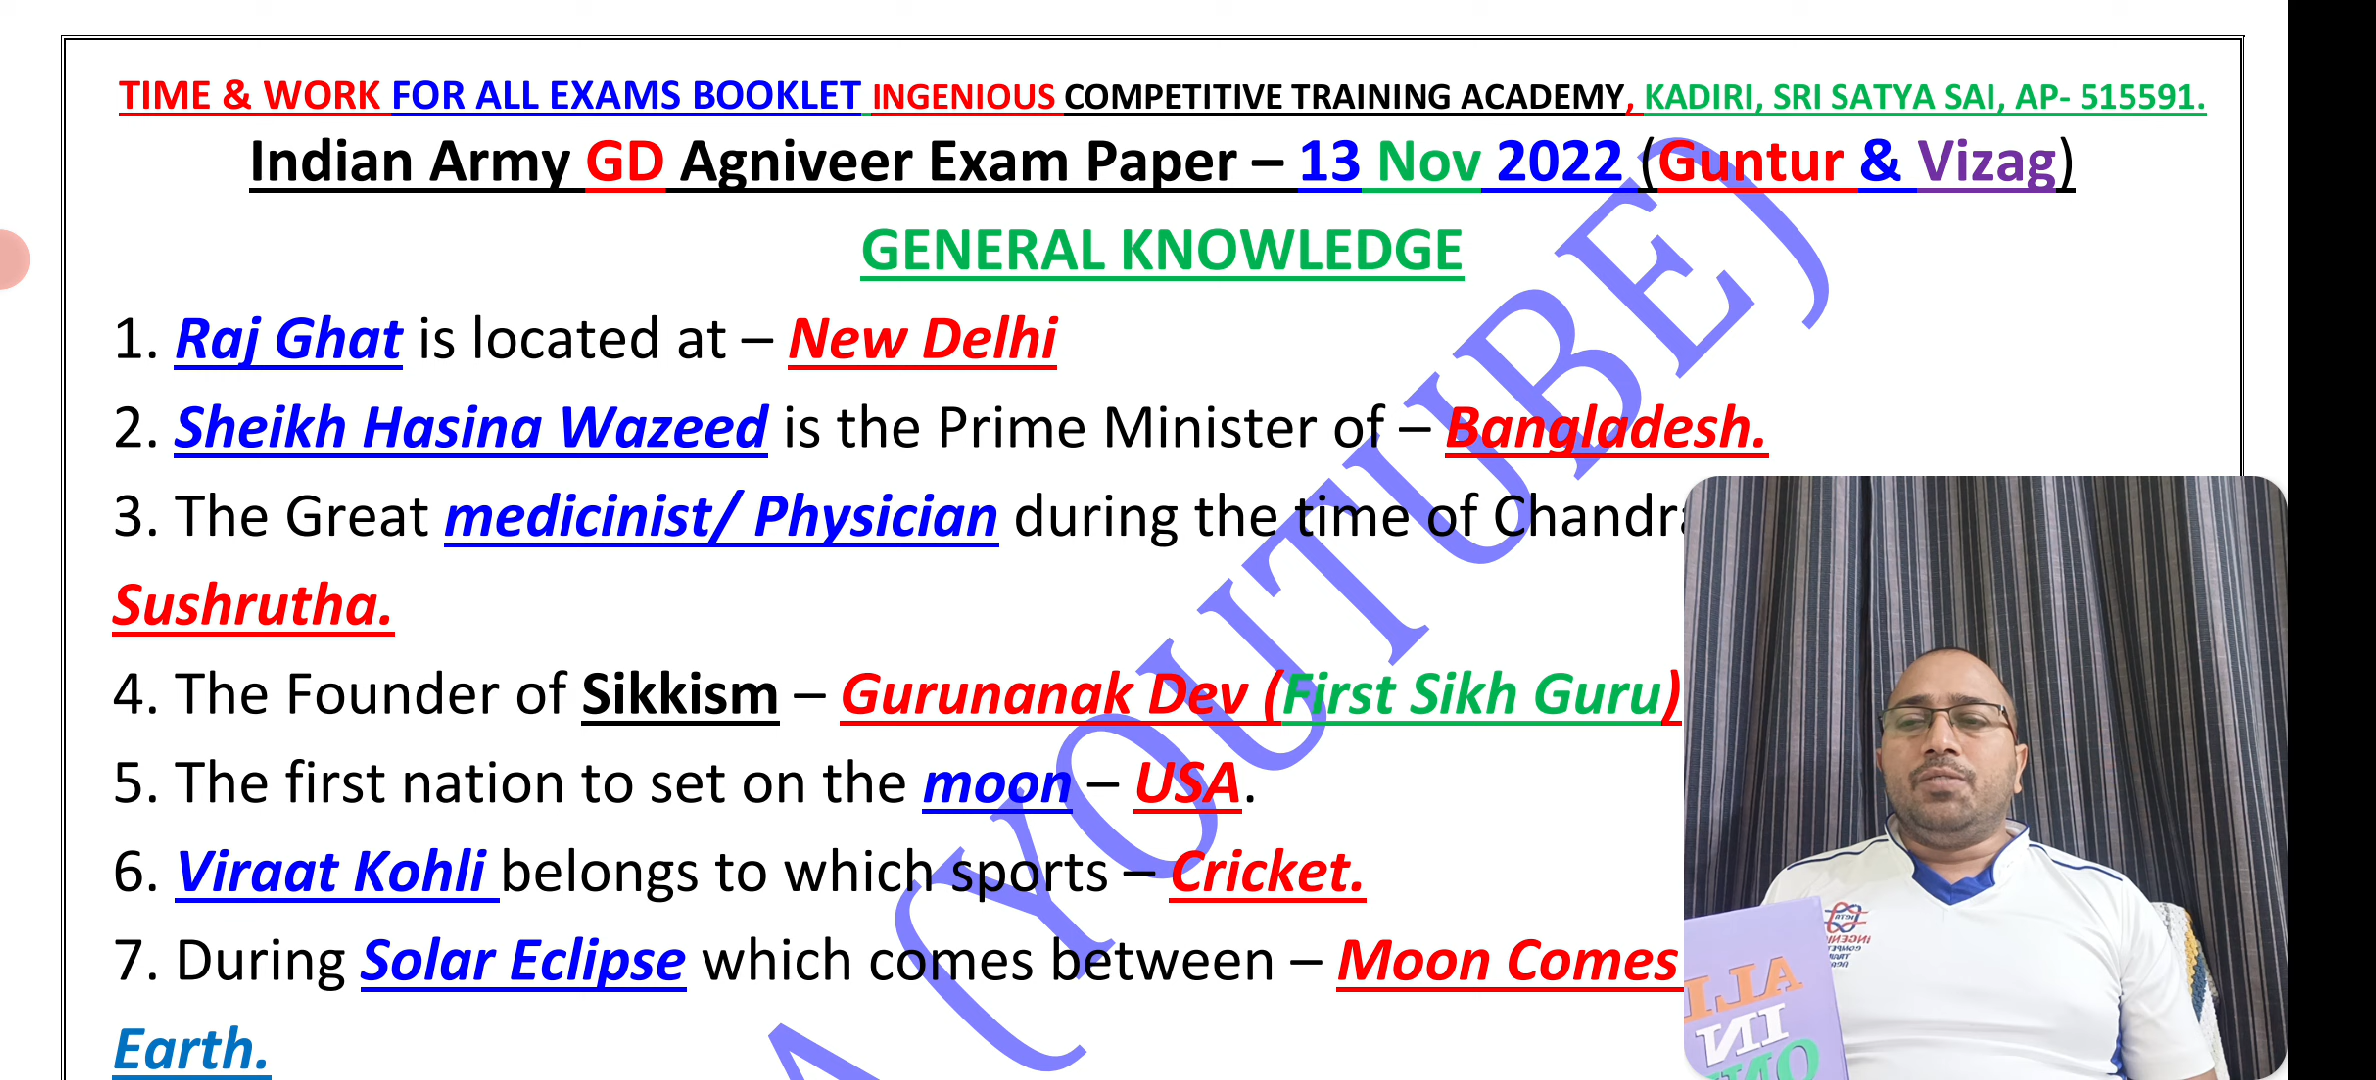 TIME & WORK FOR ALL EXAMS BOOKLET INGENIOUS COMPETITIVE TRAINING ACADEMY, KADIRI, SRI SATYA SAI, AP- 515591.
Indian Army GD Agniveer Exam Paper – 13 Nov 2022 (Guntur & Vizag)
GENERAL KNOWLEDGE
1. Raj Ghat is located at – New Delhi
2. Sheikh Hasina Wazeed is the Prime Minister of – Bangladesh.
3. The Great medicinist/ Physician during the time of Chandra
Sushrutha.
4. The Founder of Sikkism – Gurunanak Dev (First Sikh Guru)
5. The first nation to set on the moon – USA.
6. Viraat Kohli belongs to which sports – Cricket.
7. During Solar Eclipse which comes between – Moon Comes
Earth.
A (YOUTUBE)
ALL
IN